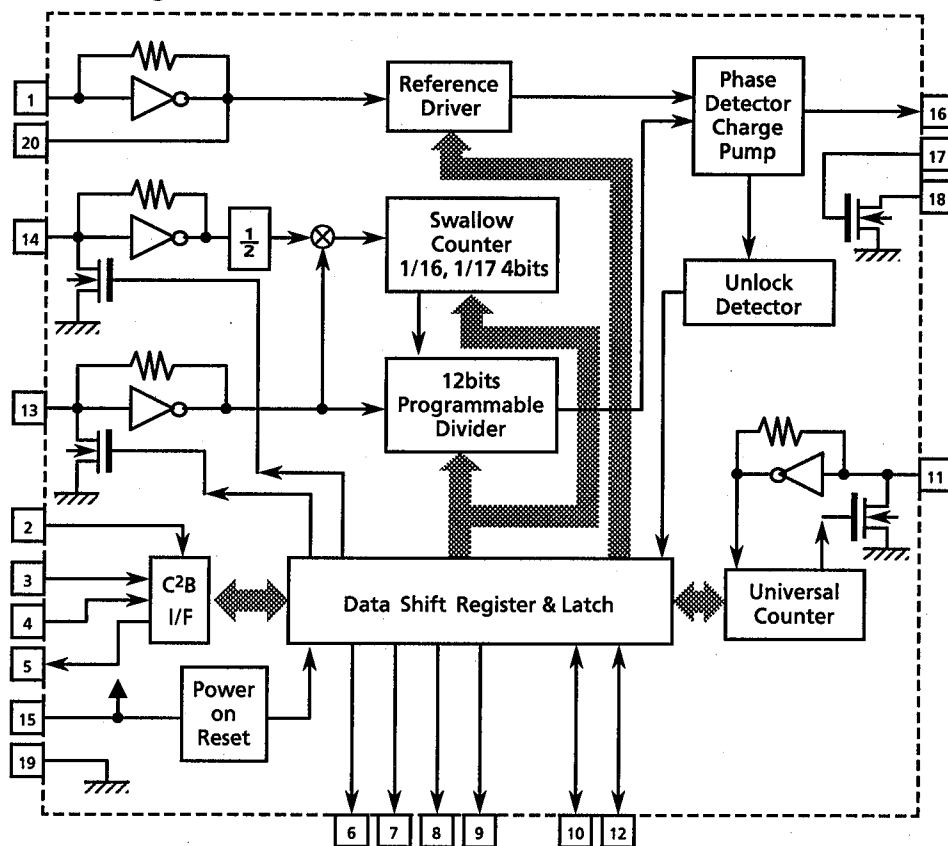 1
20
Reference
Driver
Phase
Detector
Charge
Pump
16
17
18
14
1
2
Swallow
Counter
1/16, 1/17 4bits
Unlock
Detector
13
12bits
Programmable
Divider
11
2
3
4
5
C²B
I/F
Data Shift Register & Latch
Universal
Counter
15
Power
on
Reset
19
6
7
8
9
10
12